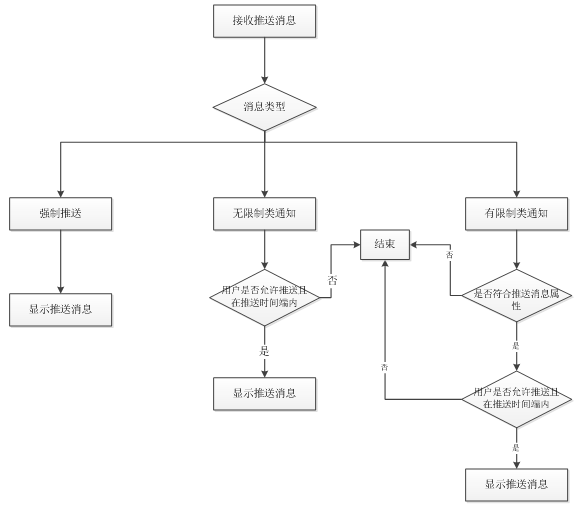 接收推送消息
消息类型
强制推送
无限制类通知
有限制类通知
结束
否
用户是否允许推送且
在推送时间端内
否
是否符合推送消息属
性
显示推送消息
是
是
显示推送消息
否
用户是否允许推送且
在推送时间端内
是
显示推送消息